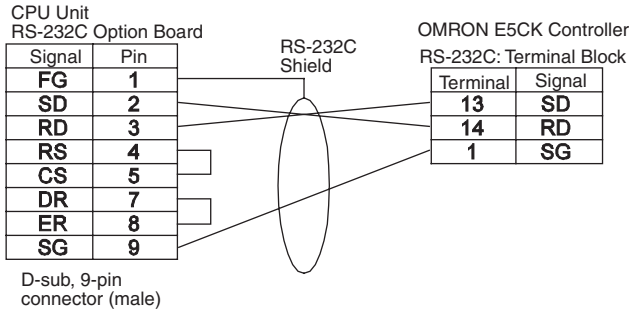 CPU Unit
RS-232C Option Board
Signal Pin
FG 1
SD 2
RD 3
RS 4
CS 5
DR 7
ER 8
SG 9
D-sub, 9-pin
connector (male)
RS-232C
Shield
OMRON E5CK Controller
RS-232C: Terminal Block
Terminal Signal
13 SD
14 RD
1 SG